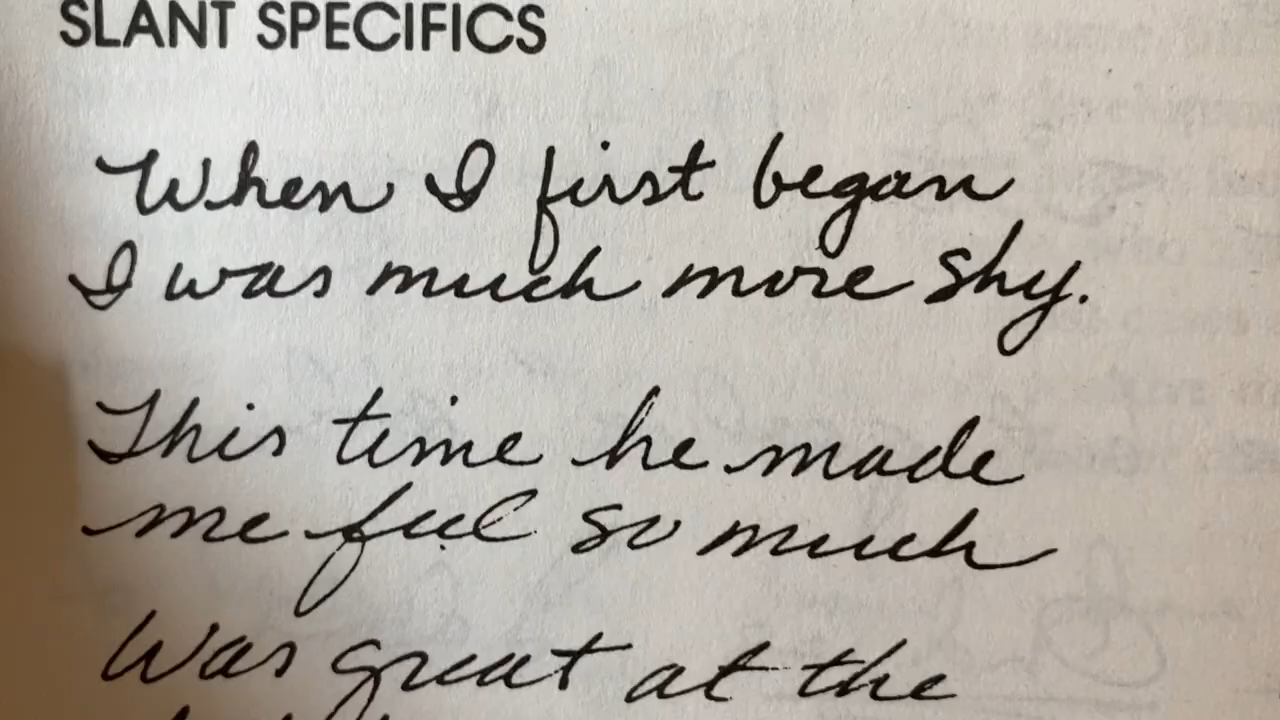 SLANT SPECIFICS
When I first began
I was much more shy.
This time he made
me feel so much
Was great at the